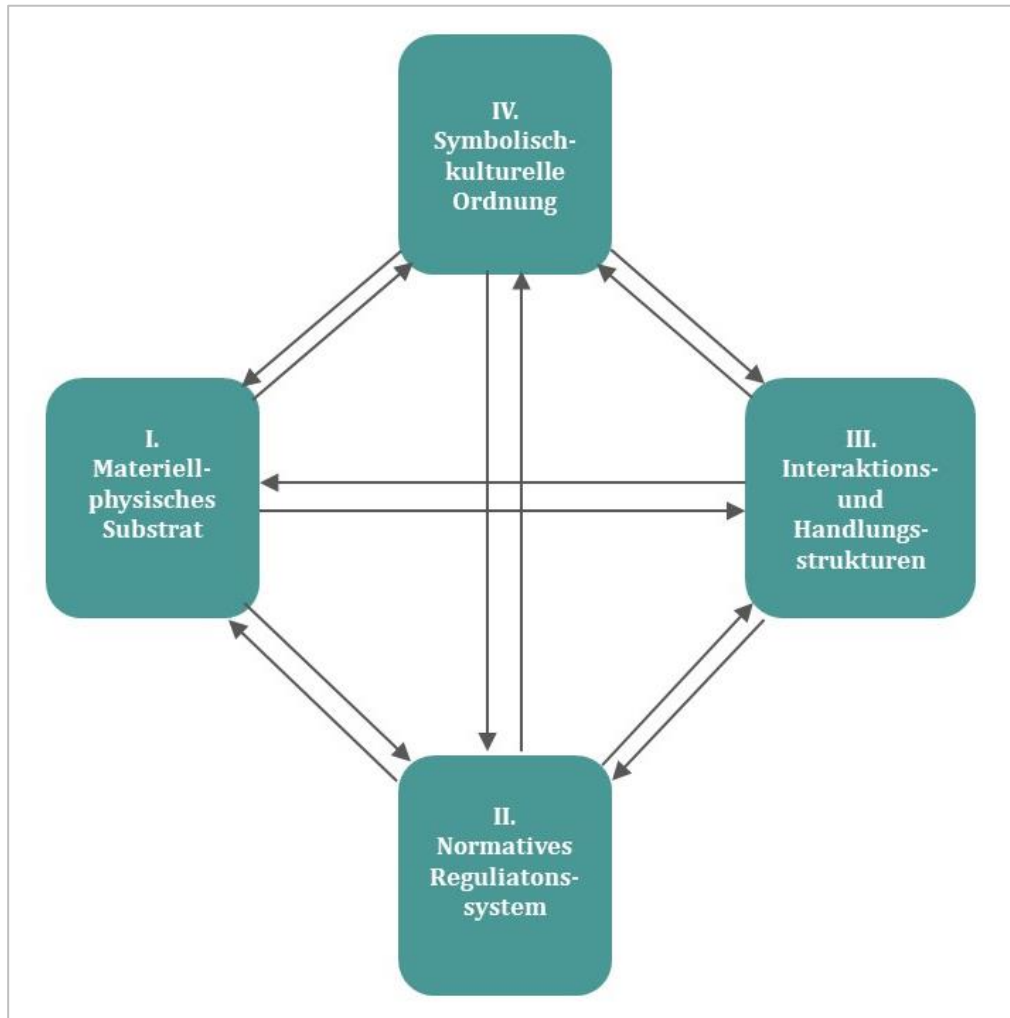 IV.
Symbolisch-
kulturelle
Ordnung
I.
Materiell-
physisches
Substrat
III.
Interaktions-
und
Handlungs-
strukturen
II.
Normatives
Reguliatons-
system